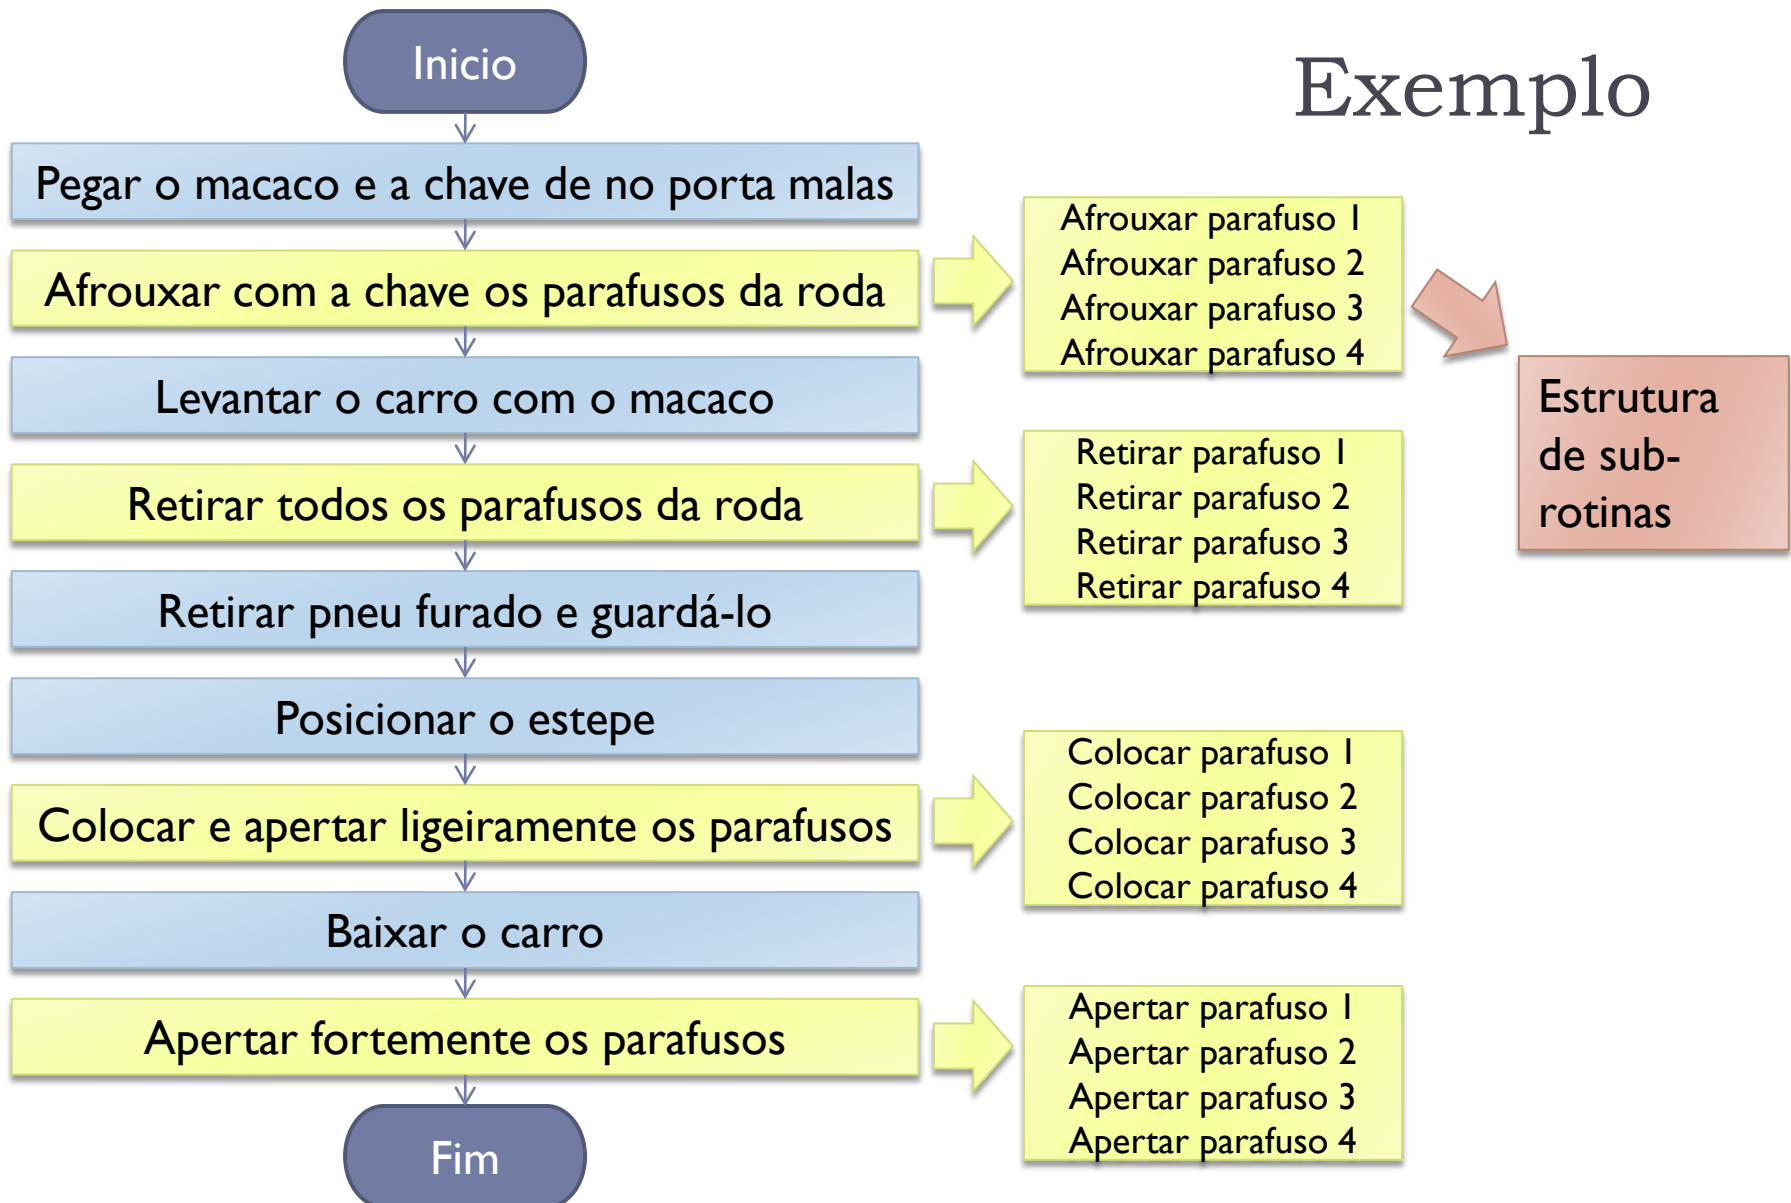 Inicio
Exemplo
Pegar o macaco e a chave de no porta malas
Afrouxar com a chave os parafusos da roda
Afrouxar parafuso 1
Afrouxar parafuso 2
Afrouxar parafuso 3
Afrouxar parafuso 4
Estrutura
de sub-
rotinas
Levantar o carro com o macaco
Retirar todos os parafusos da roda
Retirar parafuso 1
Retirar parafuso 2
Retirar parafuso 3
Retirar parafuso 4
Retirar pneu furado e guardá-lo
Posicionar o estepe
Colocar e apertar ligeiramente os parafusos
Colocar parafuso 1
Colocar parafuso 2
Colocar parafuso 3
Colocar parafuso 4
Baixar o carro
Apertar fortemente os parafusos
Apertar parafuso 1
Apertar parafuso 2
Apertar parafuso 3
Apertar parafuso 4
Fim